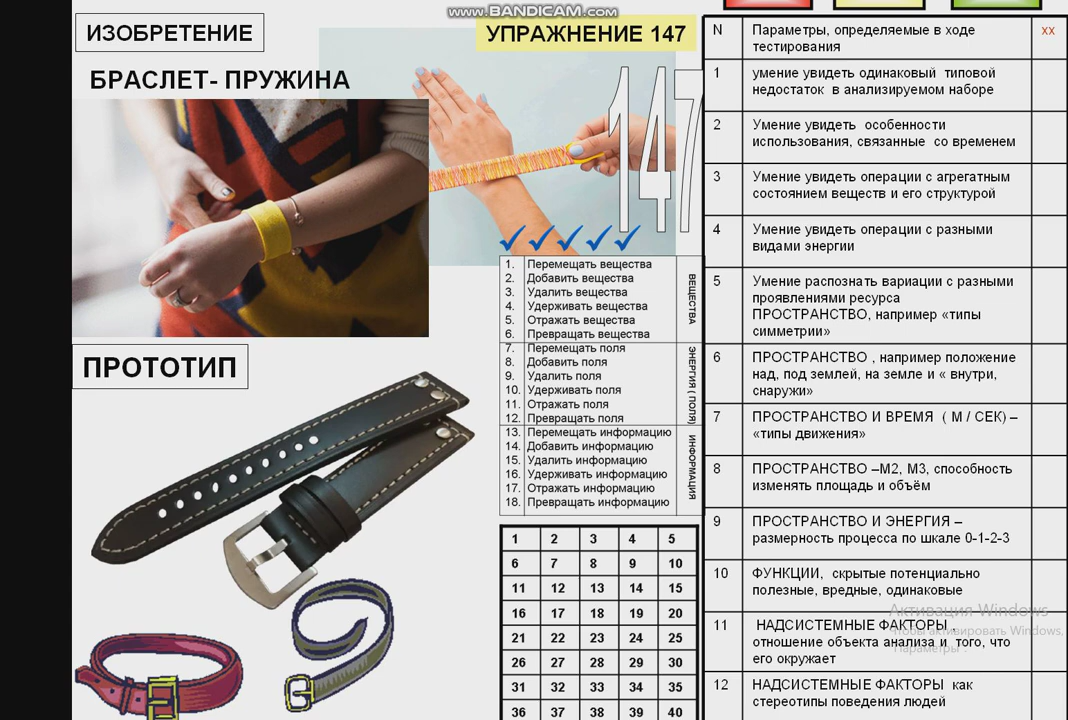 www.BANDICAM.com
ИЗОБРЕТЕНИЕ
БРАСЛЕТ- ПРУЖИНА
УПРАЖНЕНИЕ 147
147
ПРОТОТИП
1. Перемещать вещества
2. Добавить вещества
3. Удалить вещества
4. Удерживать вещества
5. Отражать вещества
6. Превращать вещества
ВЕЩЕСТВА
7. Перемещать поля
8. Добавить поля
9. Удалить поля
10. Удерживать поля
11. Отражать поля
12. Превращать поля
ЭНЕРГИЯ ( ПОЛЯ)
13. Перемещать информацию
14. Добавить информацию
15. Удалить информацию
16. Удерживать информацию
17. Отражать информацию
18. Превращать информацию
ИНФОРМАЦИЯ
1 2 3 4 5
6 7 8 9 10
11 12 13 14 15
16 17 18 19 20
21 22 23 24 25
26 27 28 29 30
31 32 33 34 35
36 37 38 39 40
N Параметры, определяемые в ходе xx
тестирования
1 умение увидеть одинаковый типовой
недостаток в анализируемом наборе
2 Умение увидеть особенности
использования, связанные со временем
3 Умение увидеть операции с агрегатным
состоянием веществ и его структурой
4 Умение увидеть операции с разными
видами энергии
5 Умение распознать вариации с разными
проявлениями ресурса
ПРОСТРАНСТВО, например «типы
симметрии»
6 ПРОСТРАНСТВО , например положение
над, под землей, на земле и « внутри,
снаружи»
7 ПРОСТРАНСТВО И ВРЕМЯ ( М / СЕК) –
«типы движения»
8 ПРОСТРАНСТВО –М2, М3, способность
изменять площадь и объём
9 ПРОСТРАНСТВО И ЭНЕРГИЯ –
размерность процесса по шкале 0-1-2-3
10 ФУНКЦИИ, скрытые потенциально
полезные, вредные, одинаковые
11 НАДСИСТЕМНЫЕ ФАКТОРЫ ,
отношение объекта анализа и того, что
его окружает
12 НАДСИСТЕМНЫЕ ФАКТОРЫ как
стереотипы поведения людей
Активация Windows
Чтобы активировать Windows,
Параметры".